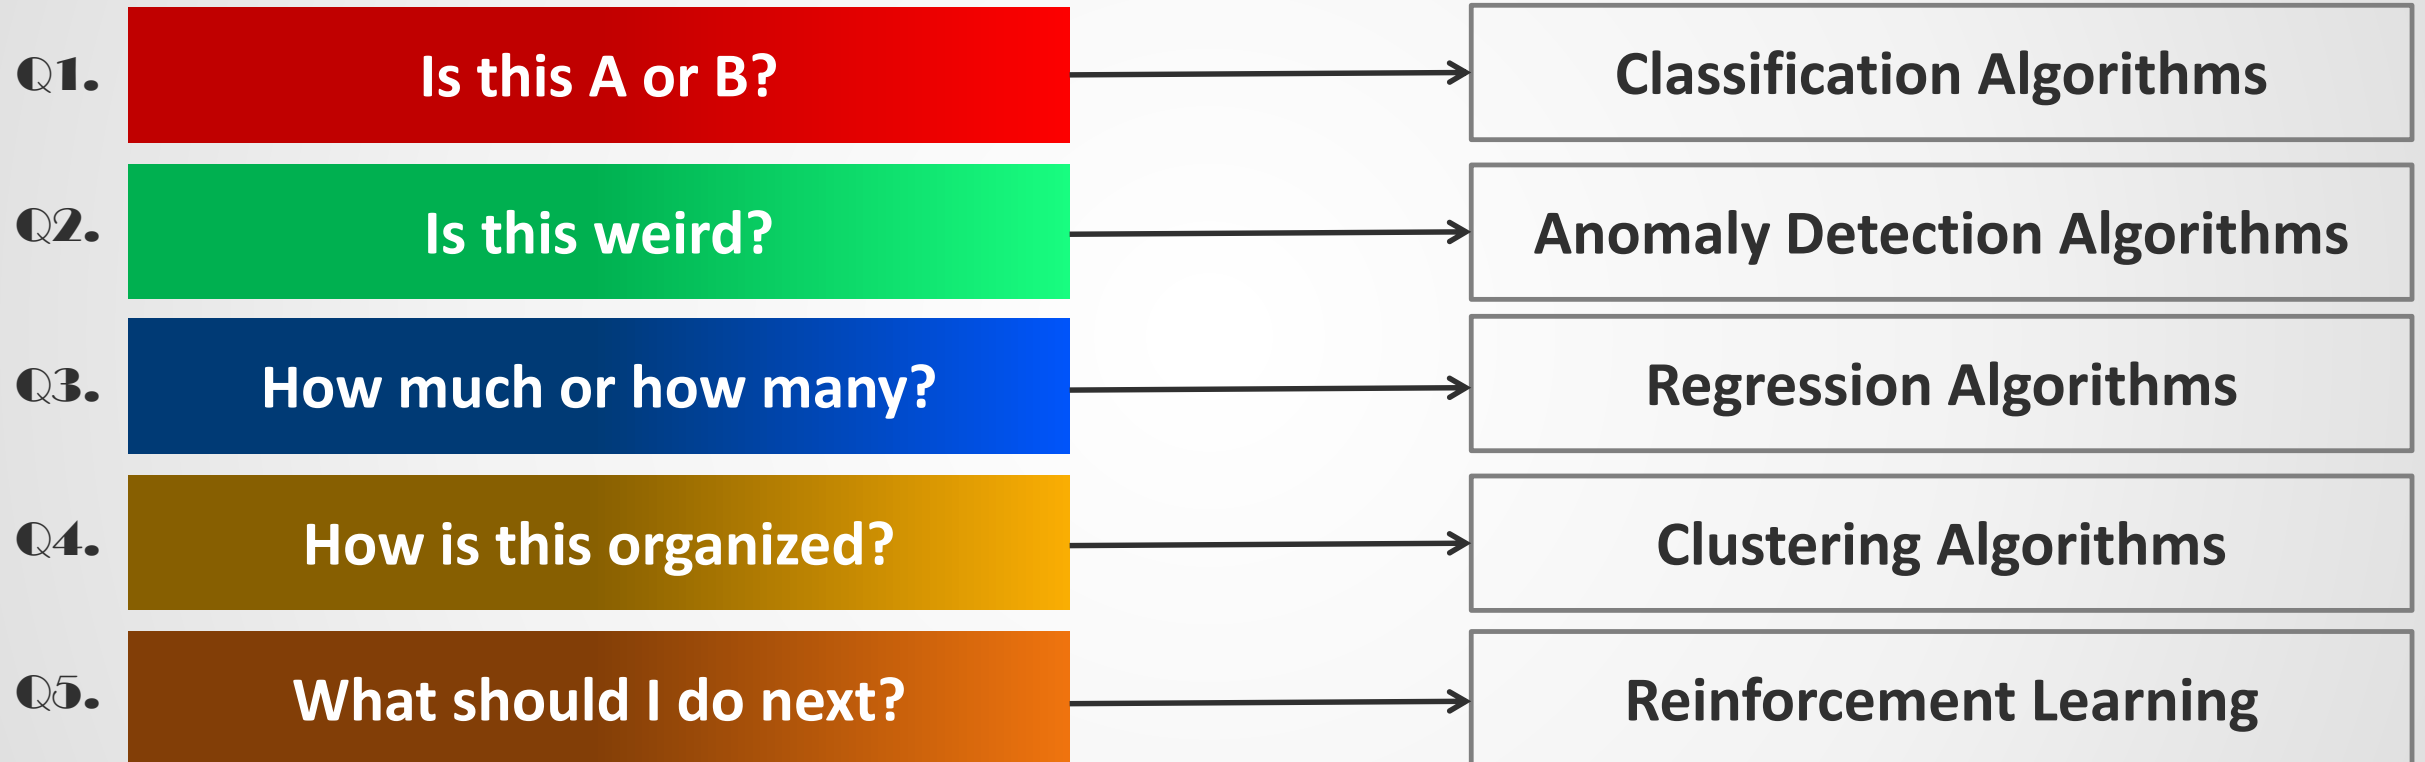 Q1. Is this A or B? Classification Algorithms
Q2. Is this weird? Anomaly Detection Algorithms
Q3. How much or how many? Regression Algorithms
Q4. How is this organized? Clustering Algorithms
Q5. What should I do next? Reinforcement Learning